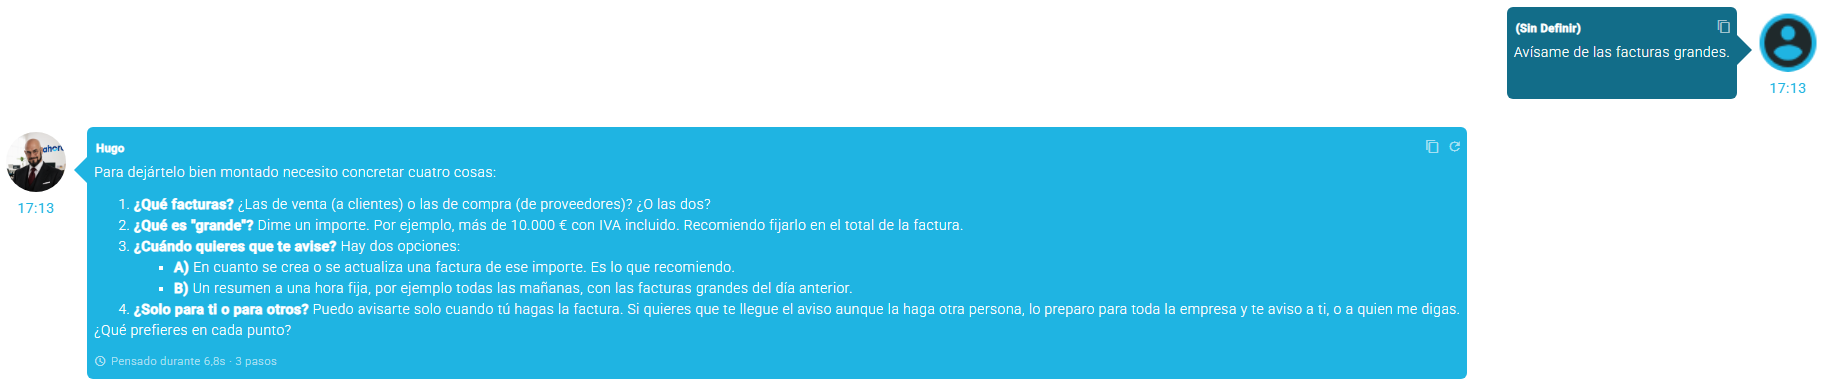 (Sin Definir)
Avísame de las facturas grandes.
17:13
ahora
Hugo
17:13
Para dejártelo bien montado necesito concretar cuatro cosas:
1. ¿Qué facturas? ¿Las de venta (a clientes) o las de compra (de proveedores)? ¿O las dos?
2. ¿Qué es "grande"? Dime un importe. Por ejemplo, más de 10.000 € con IVA incluido. Recomiendo fijarlo en el total de la factura.
3. ¿Cuándo quieres que te avise? Hay dos opciones:
▪ A) En cuanto se crea o se actualiza una factura de ese importe. Es lo que recomiendo.
▪ B) Un resumen a una hora fija, por ejemplo todas las mañanas, con las facturas grandes del día anterior.
4. ¿Solo para ti o para otros? Puedo avisarte solo cuando tú hagas la factura. Si quieres que te llegue el aviso aunque la haga otra persona, lo preparo para toda la empresa y te aviso a ti, o a quien me digas.
¿Qué prefieres en cada punto?
Pensado durante 6,8s · 3 pasos